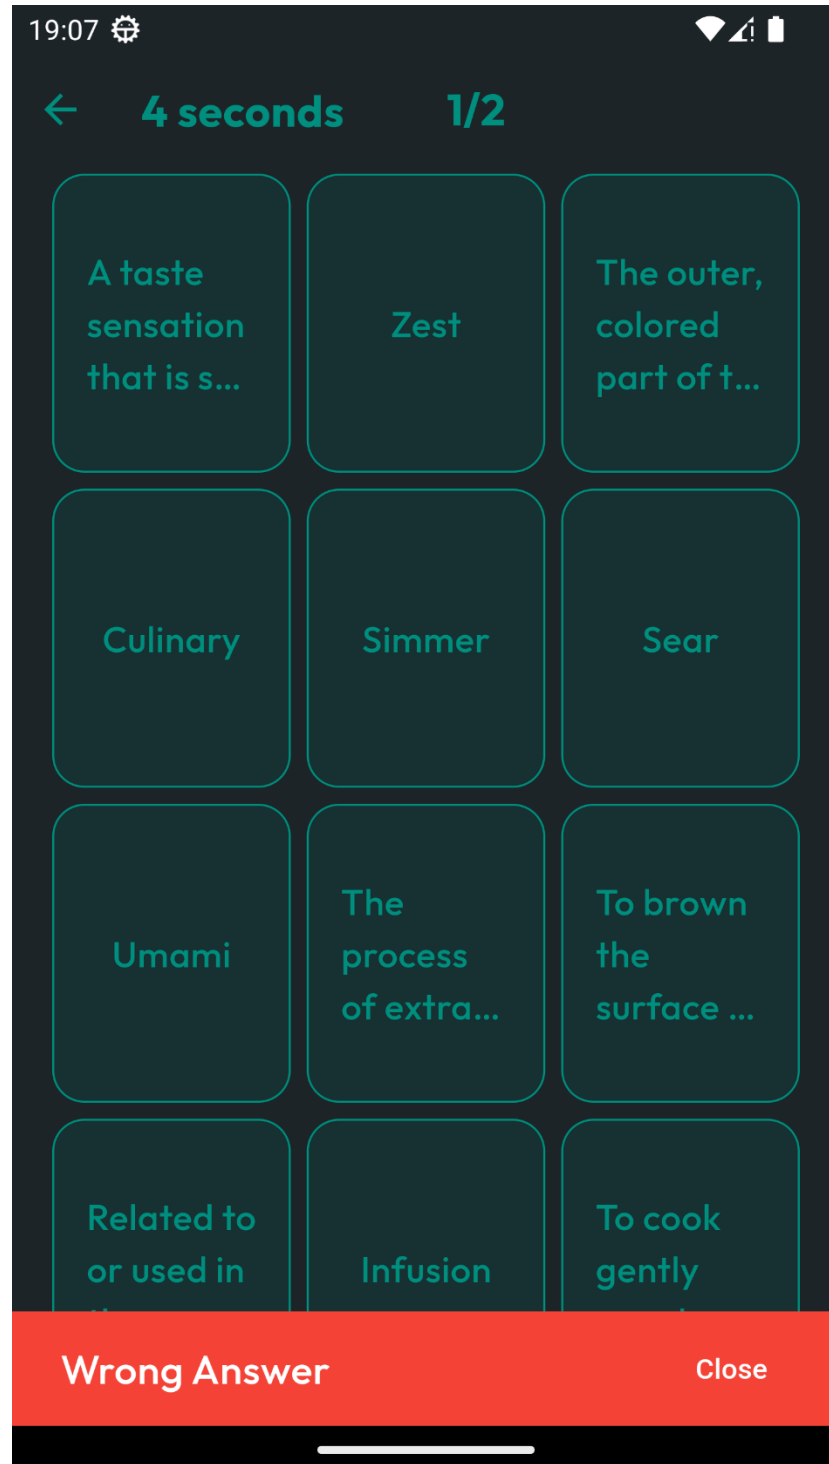 19:07
4 seconds 1/2
A taste
sensation
that is s...
Zest
The outer,
colored
part of t...
Culinary
Simmer
Sear
Umami
The
process
of extra...
To brown
the
surface ...
Related to
or used in
Infusion
To cook
gently
Wrong Answer Close